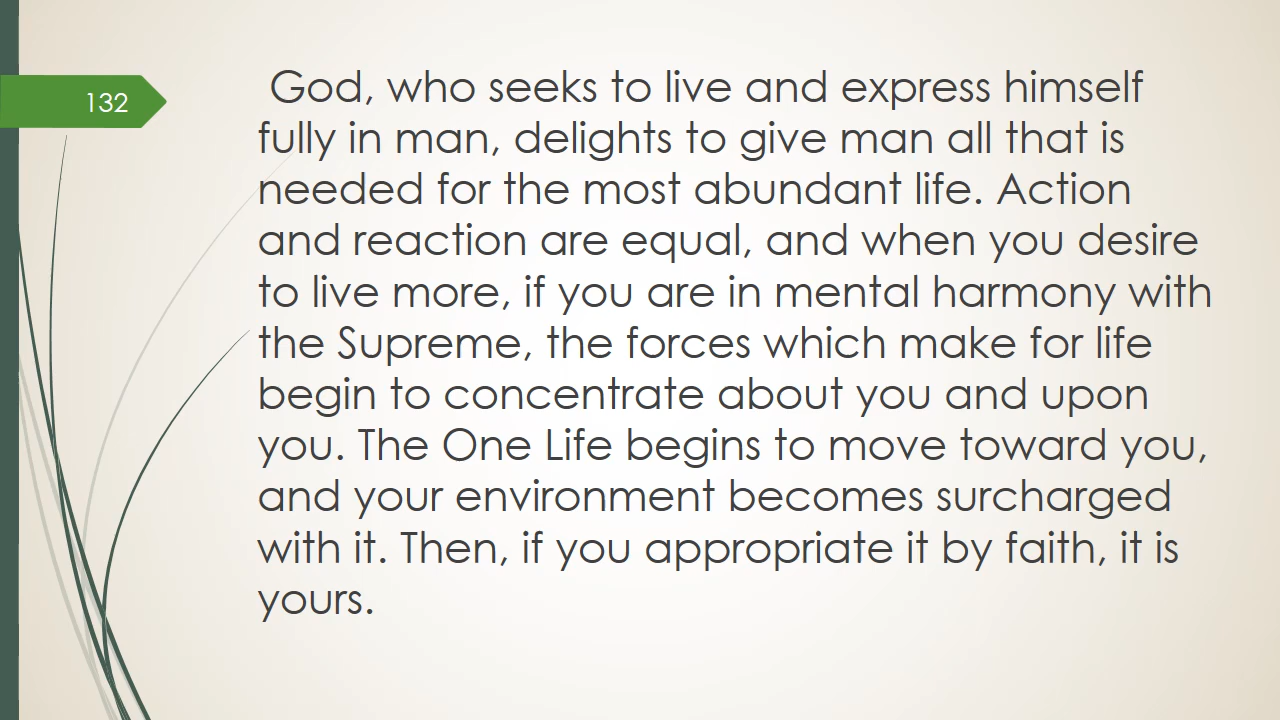 132
God, who seeks to live and express himself
fully in man, delights to give man all that is
needed for the most abundant life. Action
and reaction are equal, and when you desire
to live more, if you are in mental harmony with
the Supreme, the forces which make for life
begin to concentrate about you and upon
you. The One Life begins to move toward you,
and your environment becomes surcharged
with it. Then, if you appropriate it by faith, it is
yours.